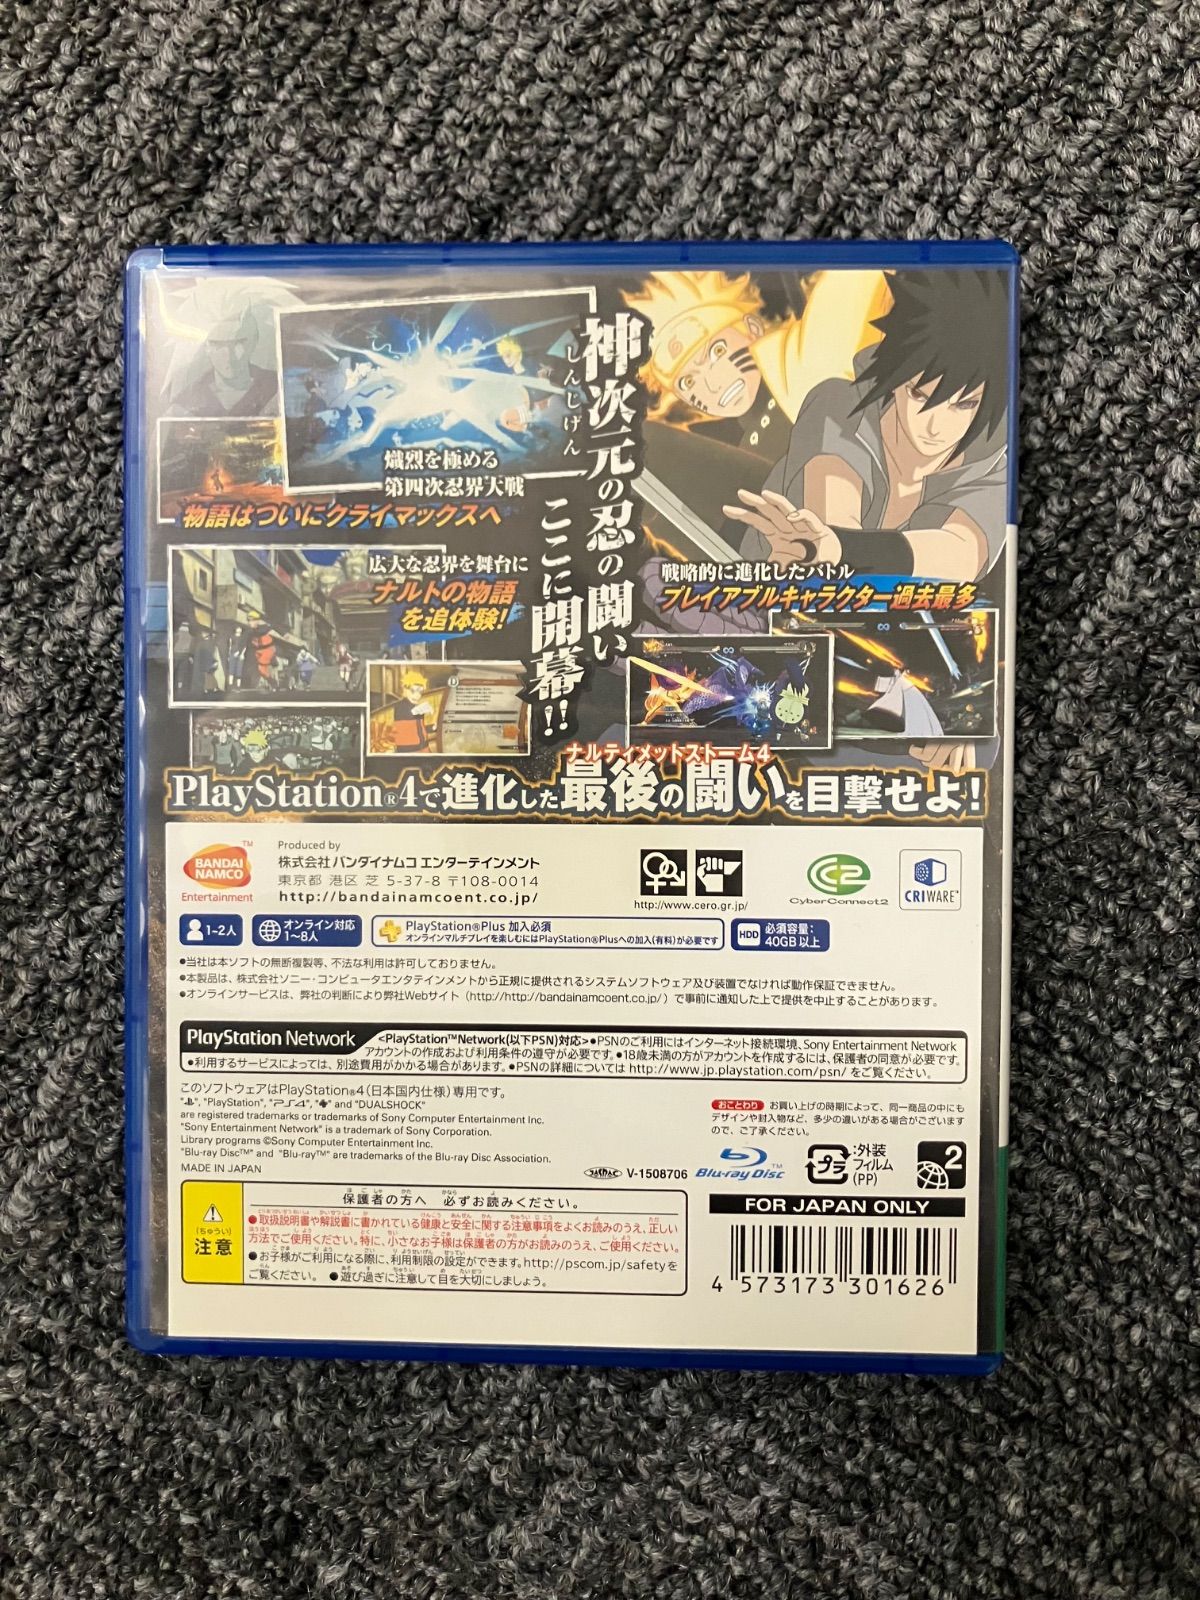 神次元の忍の闘い
しんじげん
ここに開幕!!
熾烈を極める
第四次忍界大戦
物語はついにクライマックスへ
広大な忍界を舞台に
ナルトの物語
を追体験!
戦略的に進化したバトル
プレイアブルキャラクター過去最多
ナルティメットストーム4
PlayStation®4で進化した最後の闘いを目撃せよ!
BANDAI NAMCO™
Entertainment
Produced by
株式会社 バンダイナムコ エンターテインメント
東京都 港区 芝 5-37-8 〒108-0014
http://bandainamcoent.co.jp/
http://www.cero.gr.jp/
CyberConnect2
CRIWARE™
1~2人
オンライン対応
1~8人
PlayStation®Plus 加入必須
オンラインマルチプレイを楽しむにはPlayStation®Plusへの加入(有料)が必要です
HDD 必須容量:
40GB以上
●当社は本ソフトの無断複製等、不法な利用は許可しておりません。
●本製品は、株式会社ソニー・コンピュータエンタテインメントから正規に提供されるシステムソフトウェア及び装置でなければ動作保証できません。
●オンラインサービスは、弊社の判断により弊社Webサイト (http://http://bandainamcoent.co.jp/) で事前に通知した上で提供を中止することがあります。
PlayStation Network <PlayStation™Network(以下PSN)対応>●PSNのご利用にはインターネット接続環境、Sony Entertainment Network
アカウントの作成および利用条件の遵守が必要です。●18歳未満の方がアカウントを作成するには、保護者の同意が必要です。
●利用するサービスによっては、別途費用がかかる場合があります。●PSNの詳細については http://www.jp.playstation.com/psn/ をご覧ください。
このソフトウェアはPlayStation®4(日本国内仕様)専用です。
" ", "PlayStation", "PS4", " " and "DUALSHOCK"
are registered trademarks or trademarks of Sony Computer Entertainment Inc.
"Sony Entertainment Network" is a trademark of Sony Corporation.
Library programs ©Sony Computer Entertainment Inc.
"Blu-ray Disc™" and "Blu-ray™" are trademarks of the Blu-ray Disc Association.
MADE IN JAPAN
おことわり お買い上げの時期によって、同一商品の中にも
デザインや封入物など、多少の違いがある場合がございます
ので、ご了承ください。
JASRAC V-1508706
Blu-ray Disc™
プラ :外装
フィルム
(PP)
2
FOR JAPAN ONLY
4 573173 301626
(ちゅうい)
注意
保護者の方へ 必ずお読みください。
●取扱説明書や解説書に書かれている健康と安全に関する注意事項をよくお読みのうえ、正しい
方法でご使用ください。特に、小さなお子様は保護者の方がお読みのうえ、ご使用ください。
●お子様がご利用になる際に、利用制限の設定ができます。http://pscom.jp/safetyを
ご覧ください。 ●遊び過ぎに注意して目を大切にしましょう。